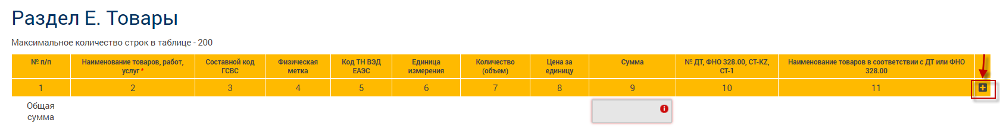 Раздел Е. Товары
Максимальное количество строк в таблице - 200
№ п/п
Наименование товаров, работ,
услуг *
Составной код
ГСВС
Физическая
метка
Код ТН ВЭД
ЕАЭС
Единица
измерения
Количество
(объем)
Цена за
единицу
Сумма
№ ДТ, ФНО 328.00, СТ-KZ,
СТ-1
Наименование товаров в соответствии с ДТ или ФНО
328.00
1
2
3
4
5
6
7
8
9
10
11
Общая
сумма